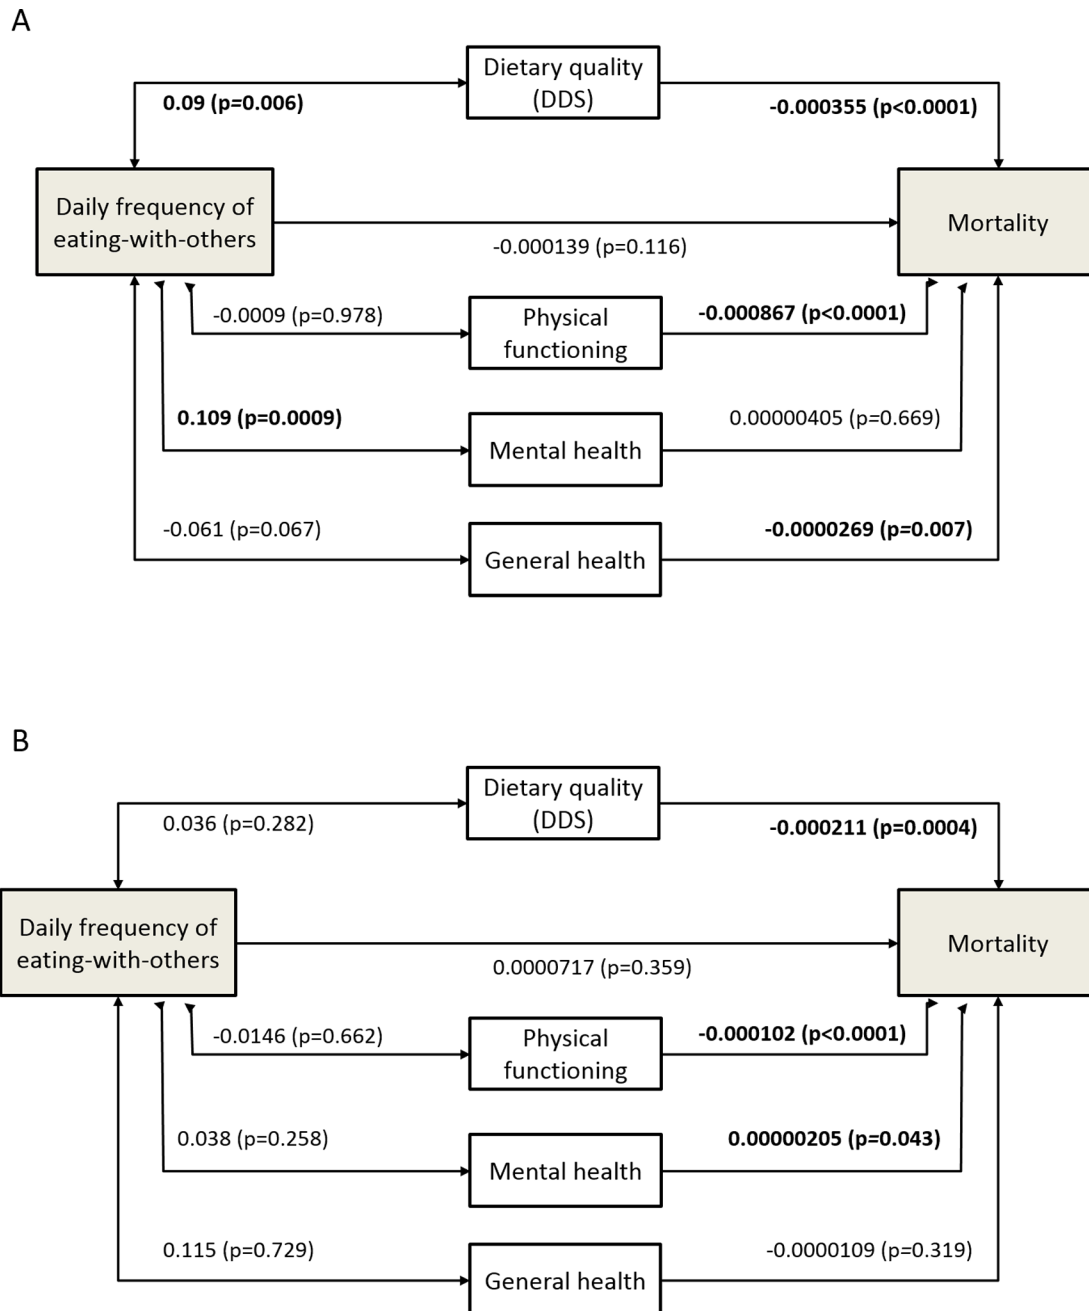 A
Dietary quality
(DDS)
0.09 (p=0.006)
-0.000355 (p<0.0001)
Daily frequency of
eating-with-others
Mortality
-0.000139 (p=0.116)
-0.0009 (p=0.978)
Physical
functioning
-0.000867 (p<0.0001)
0.109 (p=0.0009)
Mental health
0.00000405 (p=0.669)
-0.061 (p=0.067)
General health
-0.0000269 (p=0.007)
B
Dietary quality
(DDS)
0.036 (p=0.282)
-0.000211 (p=0.0004)
Daily frequency of
eating-with-others
Mortality
0.0000717 (p=0.359)
-0.0146 (p=0.662)
Physical
functioning
-0.000102 (p<0.0001)
0.038 (p=0.258)
Mental health
0.00000205 (p=0.043)
0.115 (p=0.729)
General health
-0.0000109 (p=0.319)